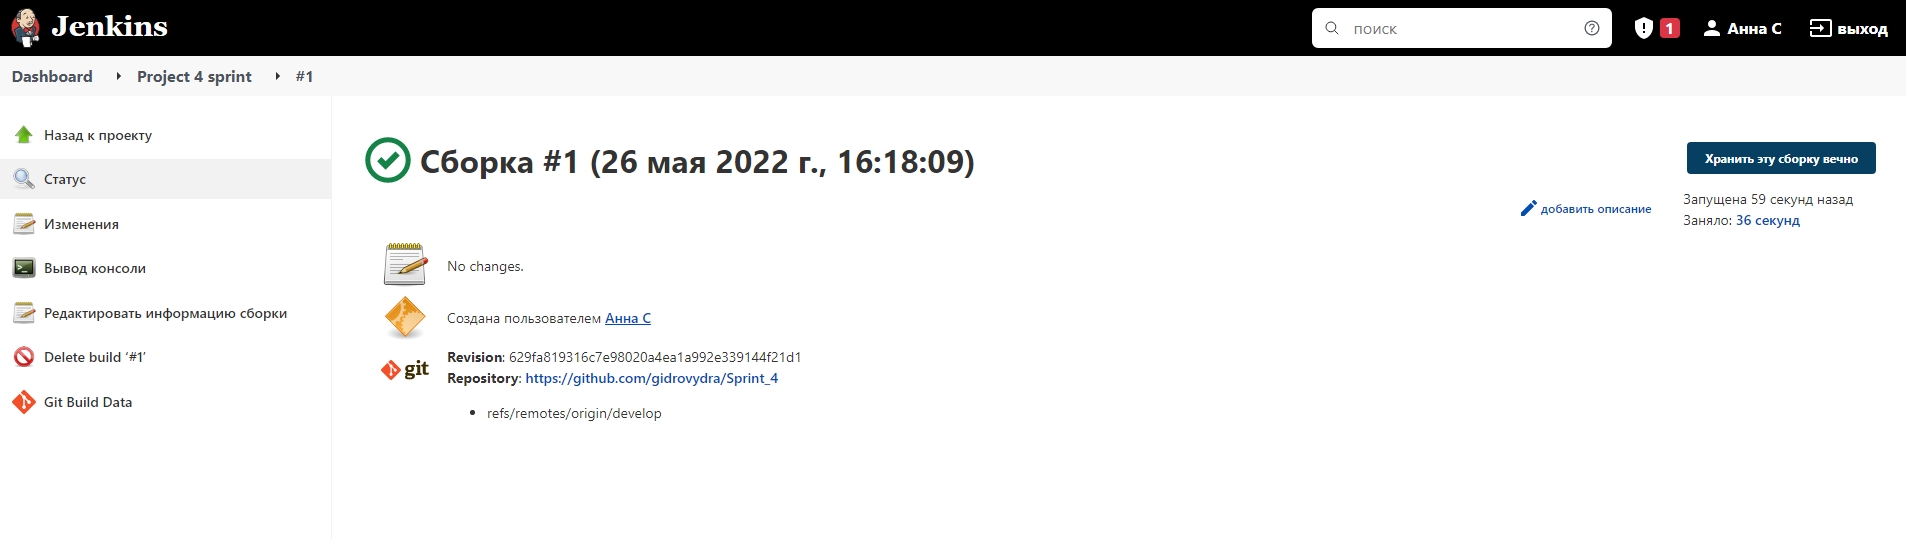 Jenkins
поиск
1
Анна С
выход
Dashboard
Project 4 sprint
#1
Назад к проекту
Статус
Изменения
Вывод консоли
Редактировать информацию сборки
Delete build ‘#1’
Git Build Data
Сборка #1 (26 мая 2022 г., 16:18:09)
Хранить эту сборку вечно
добавить описание
Запущена 59 секунд назад
Заняло: 36 секунд
No changes.
Создана пользователем Анна С
git
Revision: 629fa819316c7e98020a4ea1a992e339144f21d1
Repository: https://github.com/gidrovydra/Sprint_4
refs/remotes/origin/develop